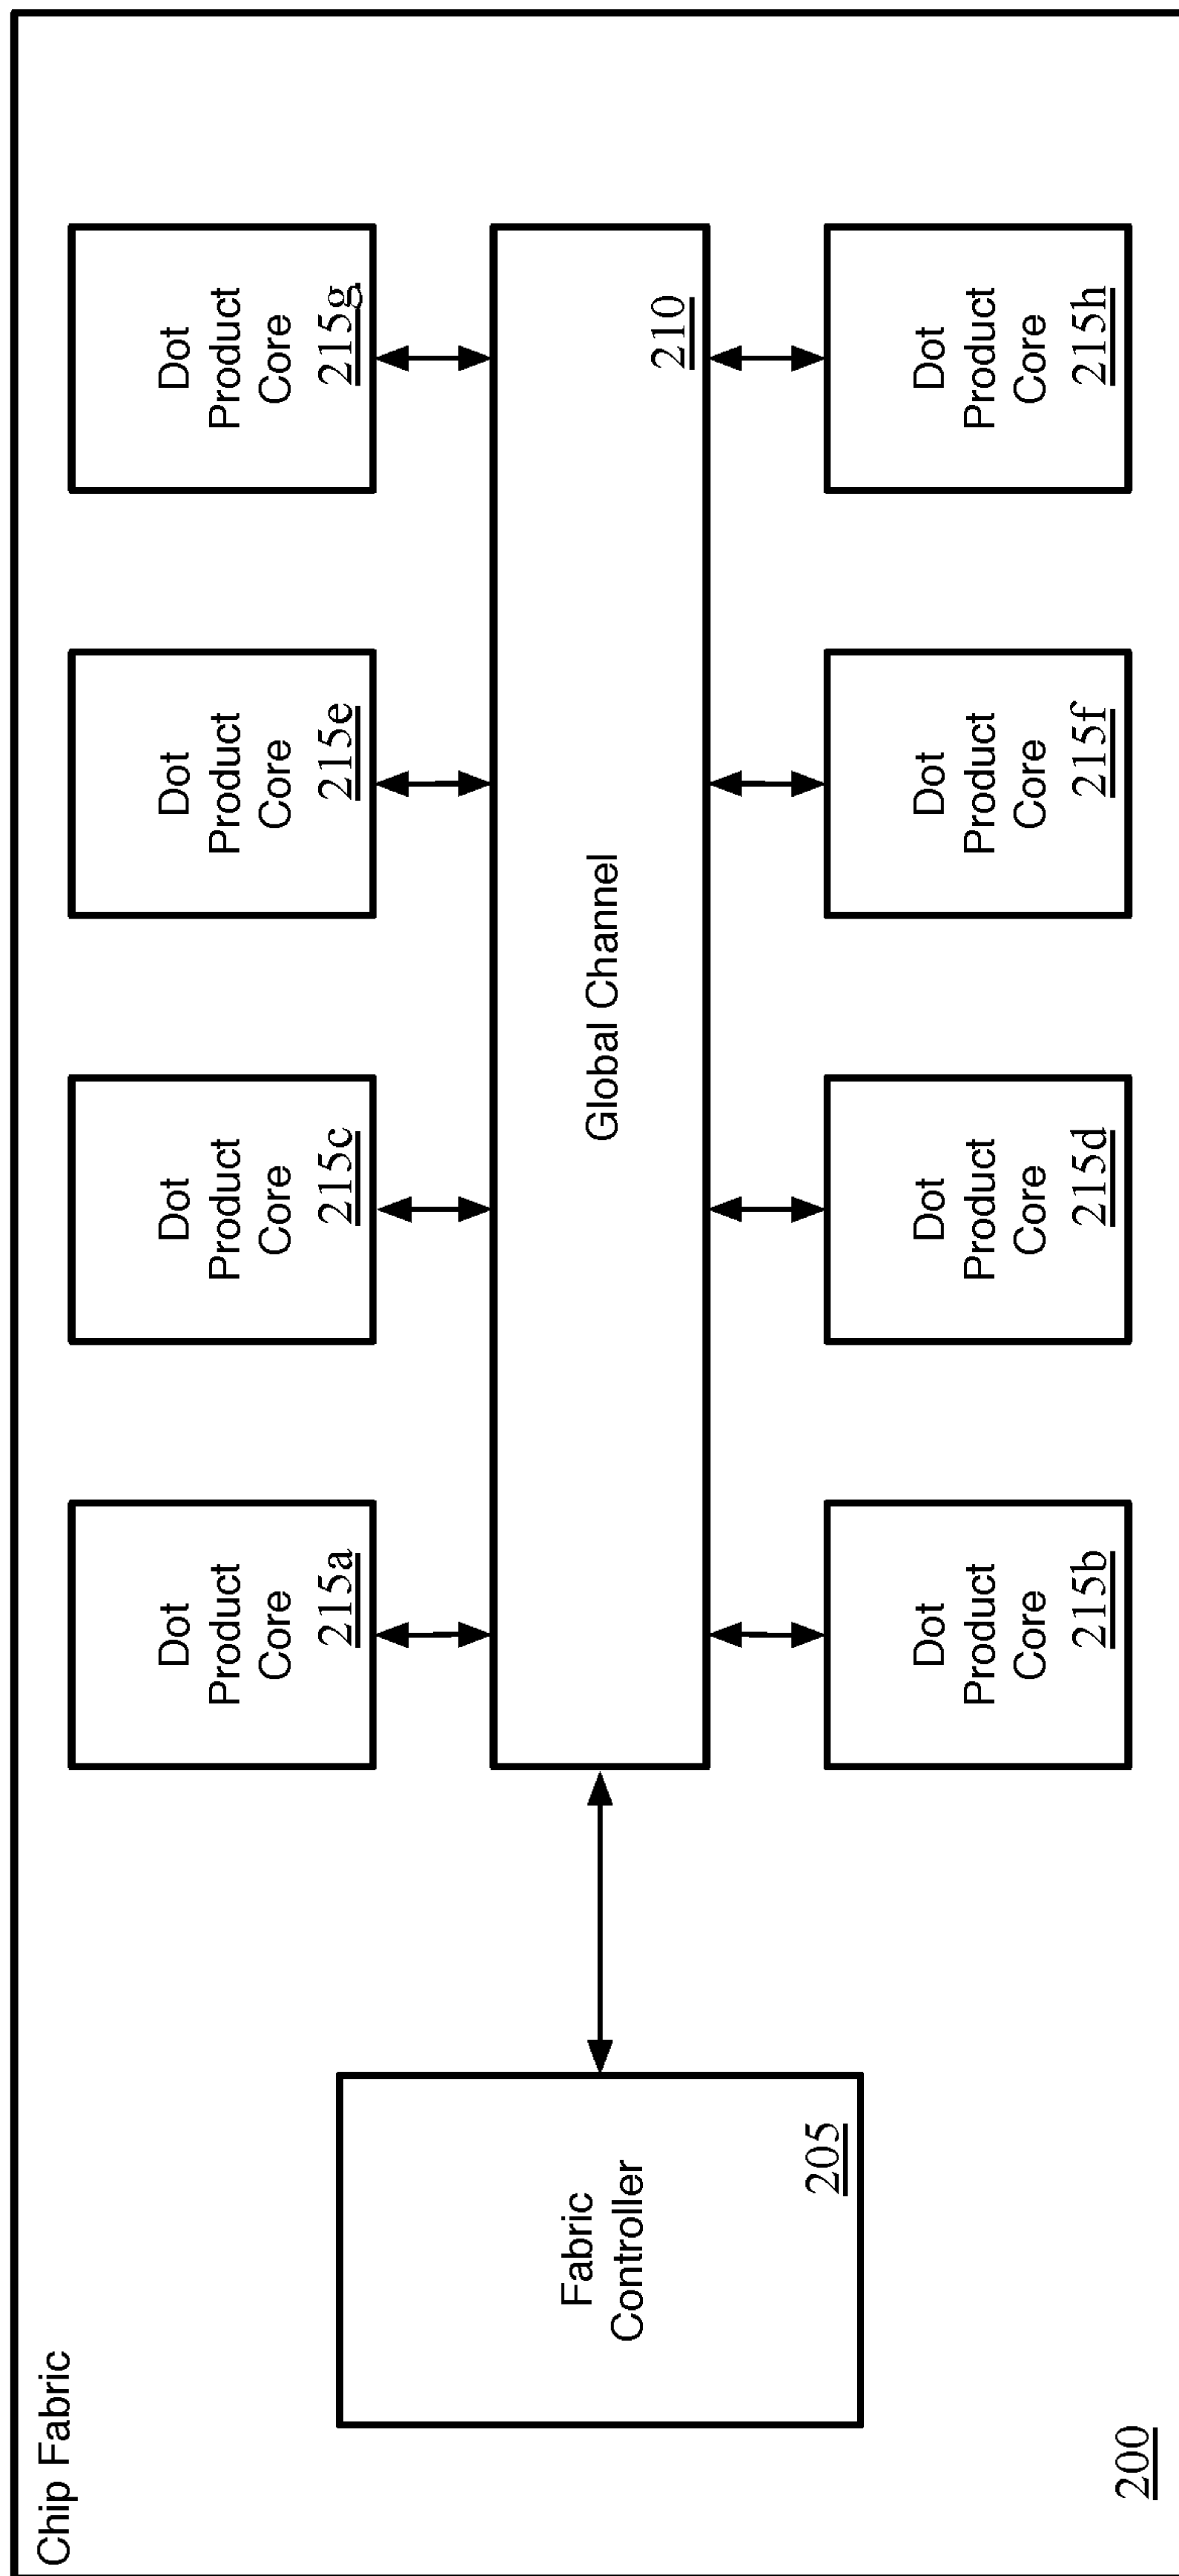 Chip Fabric
Dot
Product
Core
215a
Dot
Product
Core
215c
Dot
Product
Core
215e
Dot
Product
Core
215g
Fabric
Controller
205
Global Channel
210
Dot
Product
Core
215b
Dot
Product
Core
215d
Dot
Product
Core
215f
Dot
Product
Core
215h
200